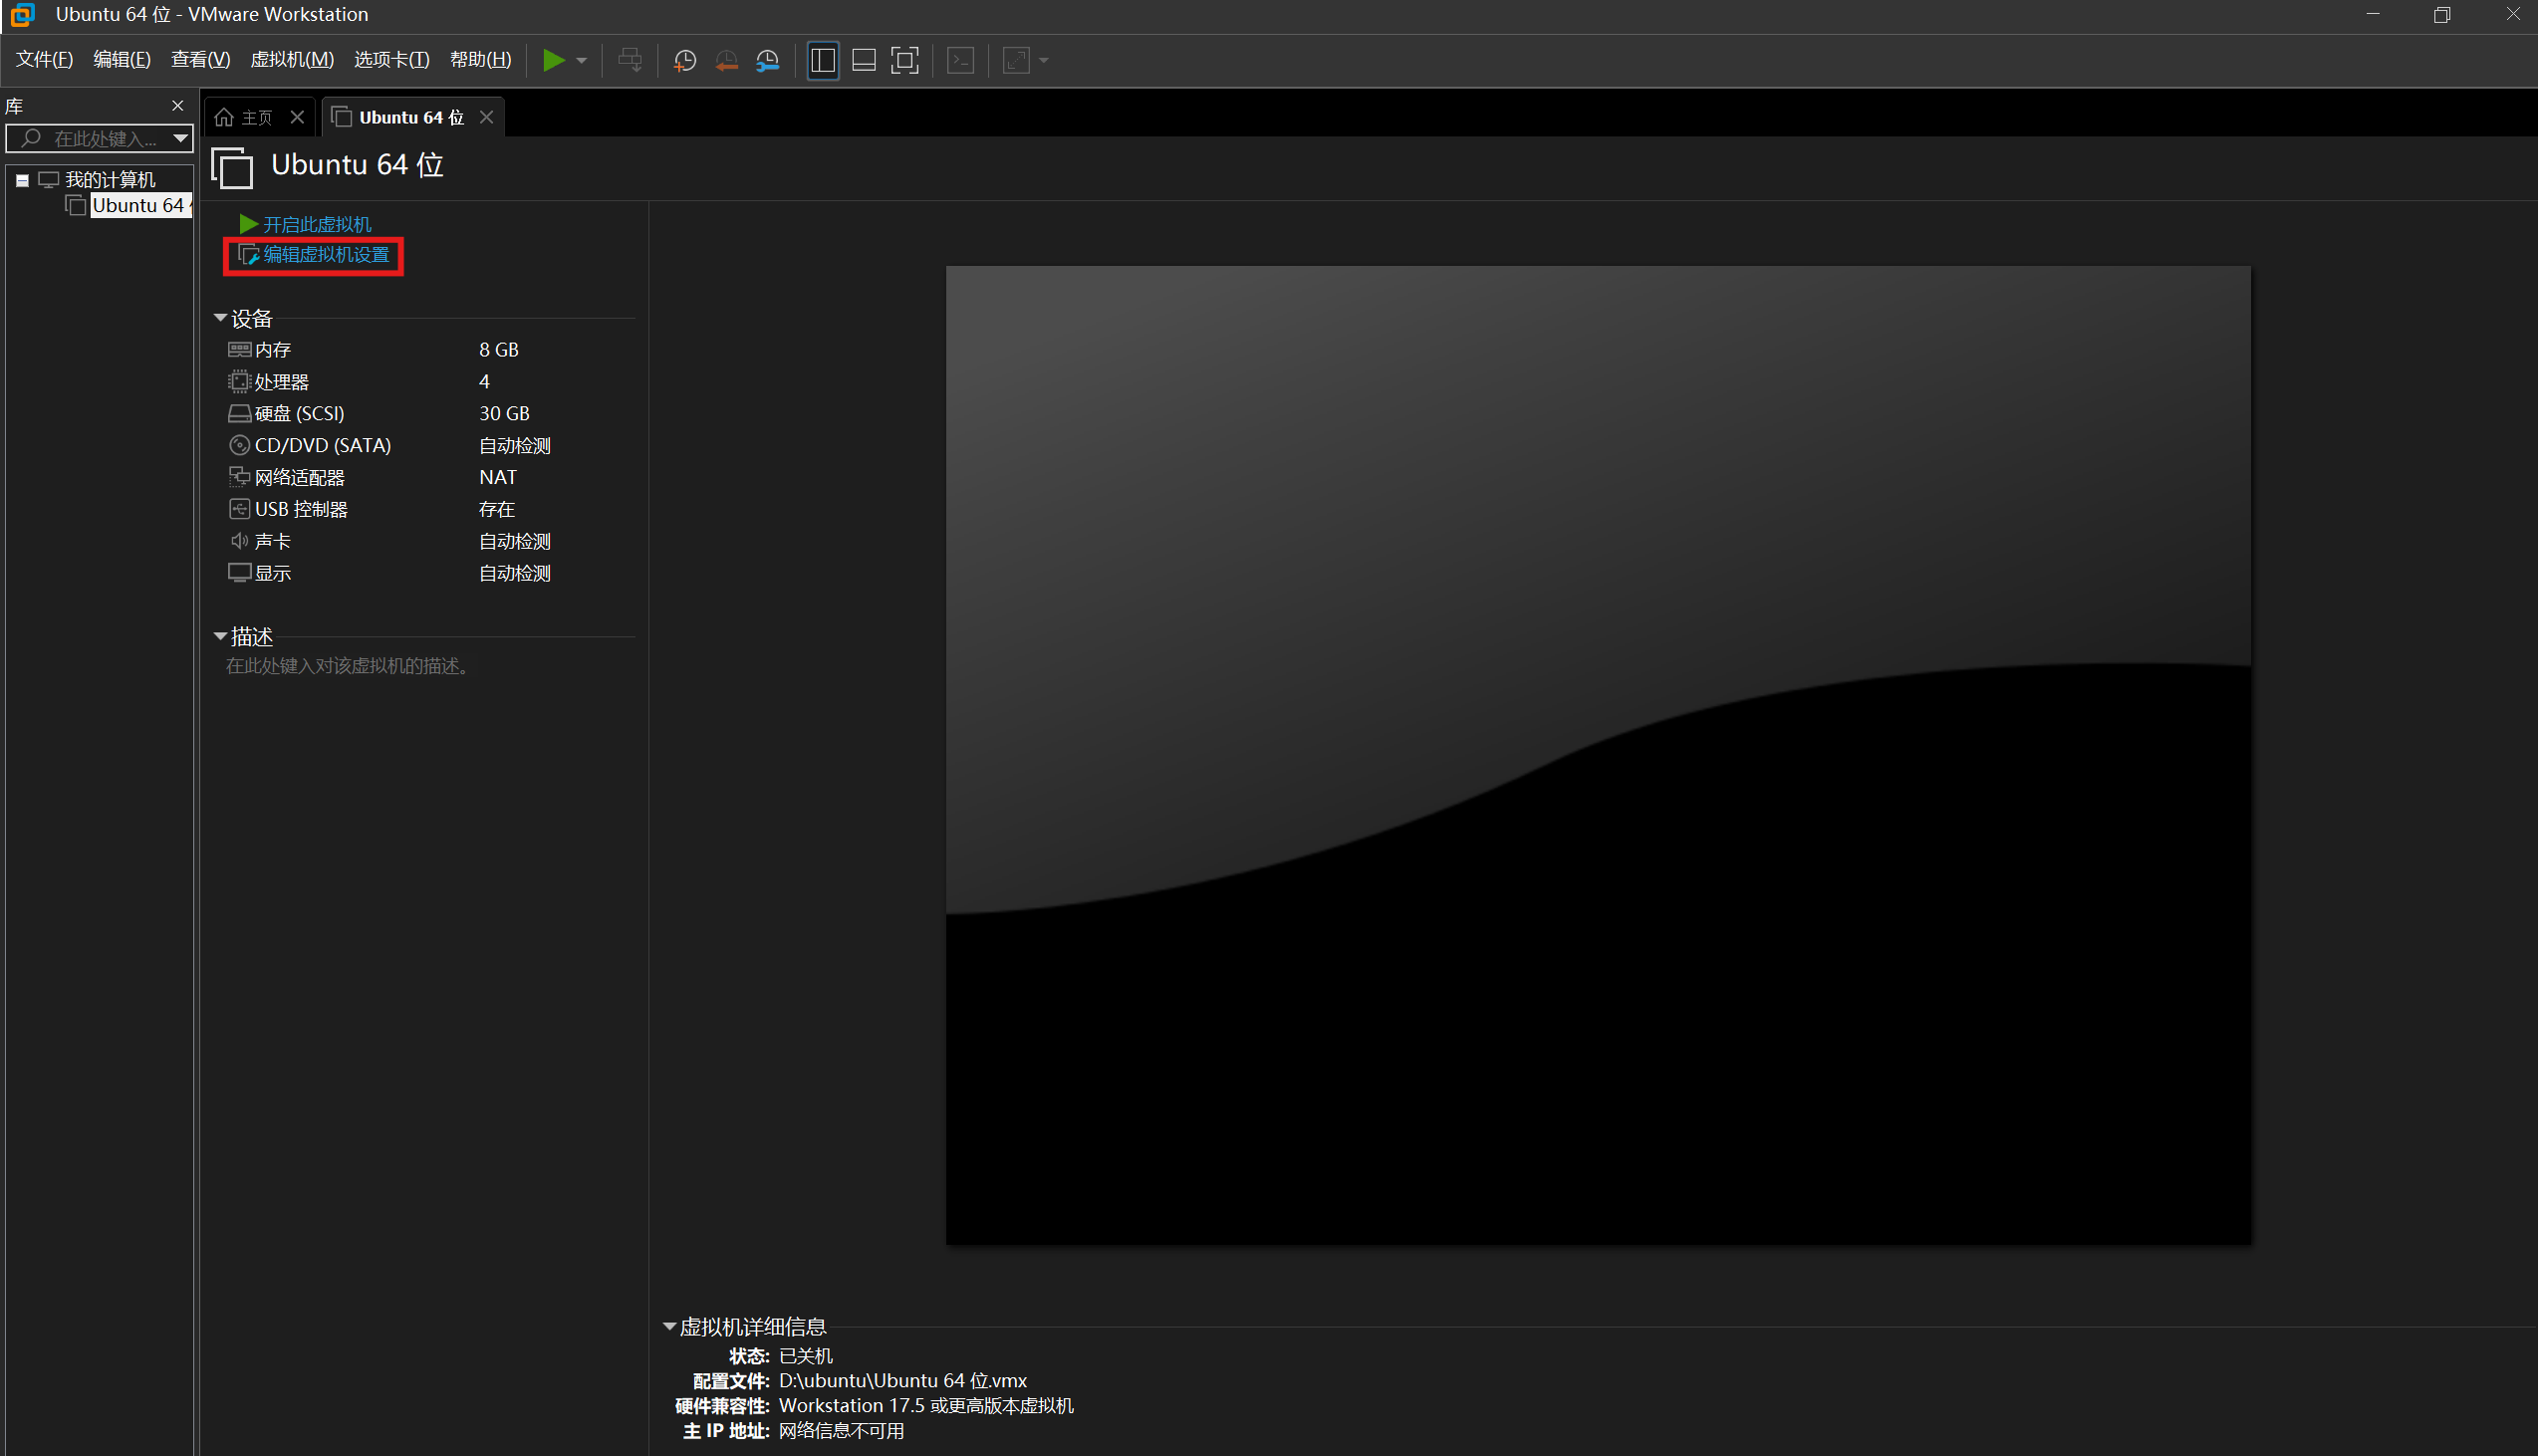 Ubuntu 64 位 - VMware Workstation
文件(F) 编辑(E) 查看(V) 虚拟机(M) 选项卡(T) 帮助(H)
库
在此处键入...
我的计算机
Ubuntu 64
主页
Ubuntu 64 位
Ubuntu 64 位
开启此虚拟机
编辑虚拟机设置
设备
内存 8 GB
处理器 4
硬盘 (SCSI) 30 GB
CD/DVD (SATA) 自动检测
网络适配器 NAT
USB 控制器 存在
声卡 自动检测
显示 自动检测
描述
在此处键入对该虚拟机的描述。
虚拟机详细信息
状态: 已关机
配置文件: D:\ubuntu\Ubuntu 64 位.vmx
硬件兼容性: Workstation 17.5 或更高版本虚拟机
主 IP 地址: 网络信息不可用